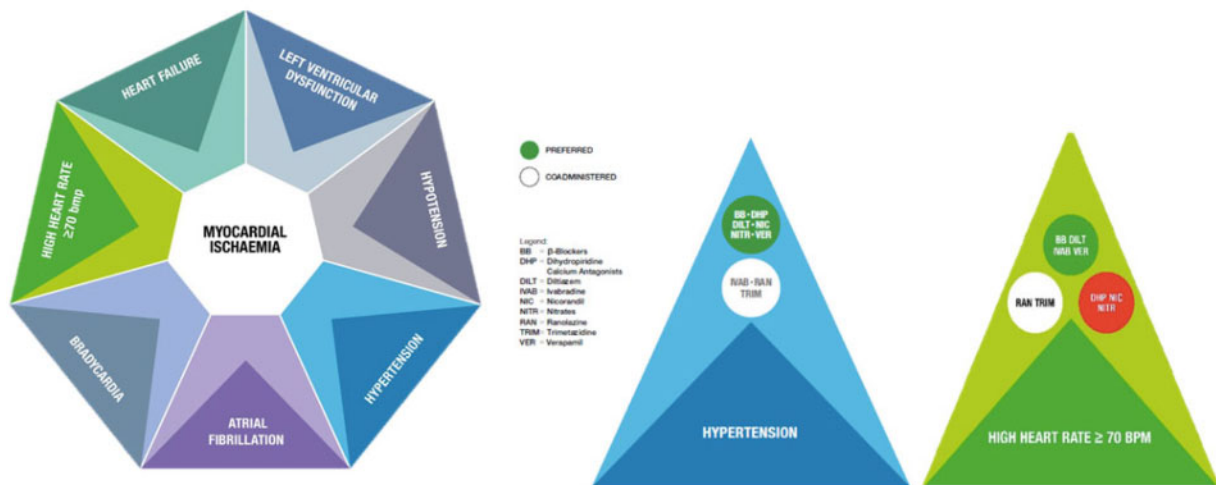 HEART FAILURE
LEFT VENTRICULAR
DYSFUNCTION
HIGH HEART RATE
≥70 bmp
HYPOTENSION
MYOCARDIAL
ISCHAEMIA
BRADYCARDIA
HYPERTENSION
ATRIAL
FIBRILLATION
PREFERRED
COADMINISTERED
Legend:
BB = β-Blockers
DHP = Dihydropiridine
Calcium Antagonists
DILT = Diltiazem
IVAB = Ivabradine
NIC = Nicorandil
NITR = Nitrates
RAN = Ranolazine
TRIM = Trimetazidine
VER = Verapamil
BB • DHP
DILT • NIC
NITR • VER
IVAB • RAN
TRIM
HYPERTENSION
BB DILT
IVAB VER
RAN TRIM
DHP NIC
NITR
HIGH HEART RATE ≥ 70 BPM